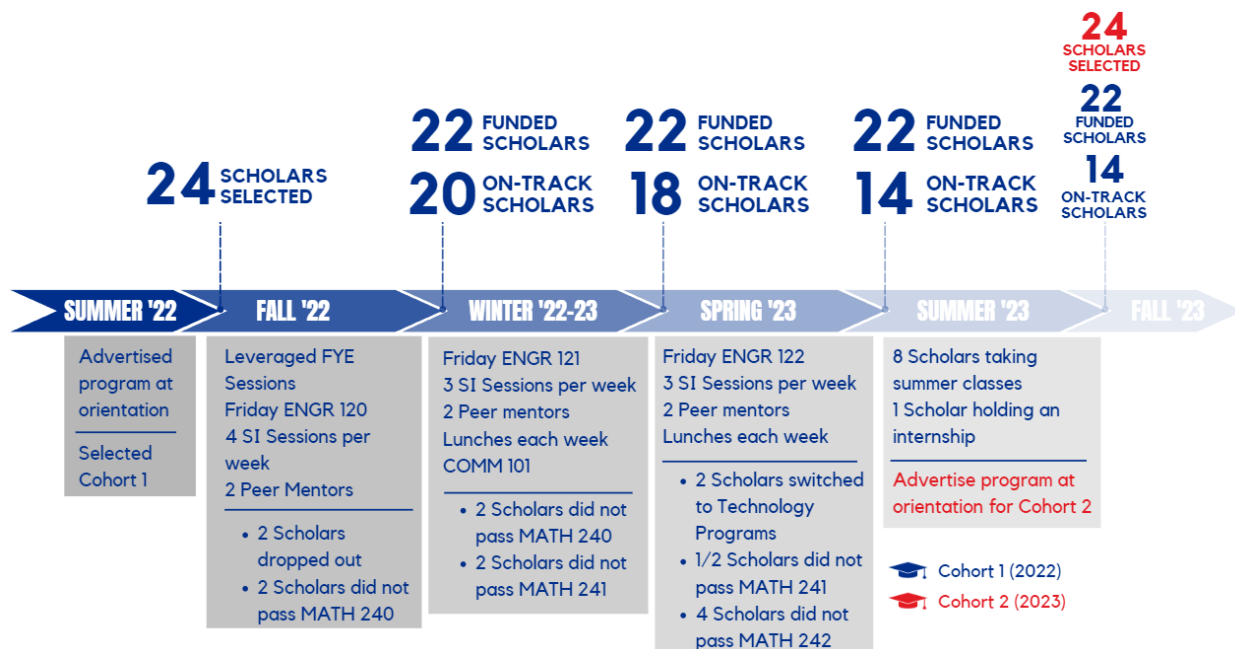 24
SCHOLARS
SELECTED
22
FUNDED
SCHOLARS
14
ON-TRACK
SCHOLARS
22 FUNDED
SCHOLARS
20 ON-TRACK
SCHOLARS
22 FUNDED
SCHOLARS
18 ON-TRACK
SCHOLARS
22 FUNDED
SCHOLARS
14 ON-TRACK
SCHOLARS
24 SCHOLARS
SELECTED
SUMMER '22
FALL '22
WINTER '22-23
SPRING '23
SUMMER '23
FALL '23
Advertised
program at
orientation
Selected
Cohort 1
Leveraged FYE
Sessions
Friday ENGR 120
4 SI Sessions per
week
2 Peer Mentors
• 2 Scholars
dropped out
• 2 Scholars did not
pass MATH 240
Friday ENGR 121
3 SI Sessions per week
2 Peer mentors
Lunches each week
COMM 101
• 2 Scholars did not
pass MATH 240
• 2 Scholars did not
pass MATH 241
Friday ENGR 122
3 SI Sessions per week
2 Peer mentors
Lunches each week
• 2 Scholars switched
to Technology
Programs
• 1/2 Scholars did not
pass MATH 241
• 4 Scholars did not
pass MATH 242
8 Scholars taking
summer classes
1 Scholar holding an
internship
Advertise program at
orientation for Cohort 2
Cohort 1 (2022)
Cohort 2 (2023)